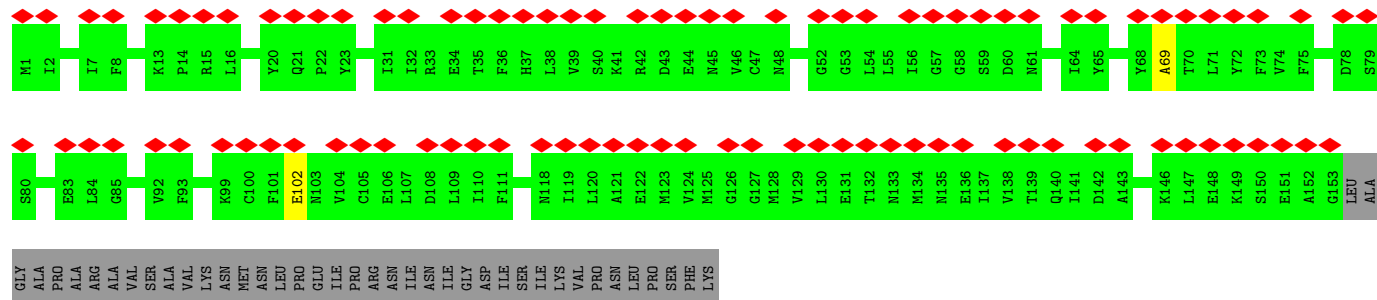 M1 I2 I7 F8 K13 P14 R15 L16 Y20 Q21 P22 Y23 I31 I32 R33 E34 T35 F36 H37 L38 V39 S40 K41 R42 D43 E44 N45 V46 C47 N48 G52 G53 L54 L55 I56 G57 G58 S59 D60 N61 I64 Y65 Y68 A69 T70 L71 Y72 F73 V74 F75 D78 S79
S80 E83 L84 G85 V92 F93 K99 C100 F101 E102 N103 V104 C105 E106 L107 D108 L109 I110 F111 N118 I119 L120 A121 E122 M123 V124 M125 G126 G127 M128 V129 L130 E131 T132 N133 M134 N135 E136 I137 V138 T139 Q140 I141 D142 A143 K146 L147 E148 K149 S150 E151 A152 G153 LEU ALA
GLY ALA PRO ALA ARG ALA VAL SER ALA VAL LYS ASN MET ASN LEU PRO GLU ILE PRO ARG ASN ILE ASN ILE GLY ASP ILE SER ILE LYS VAL PRO ASN LEU PRO SER PHE LYS